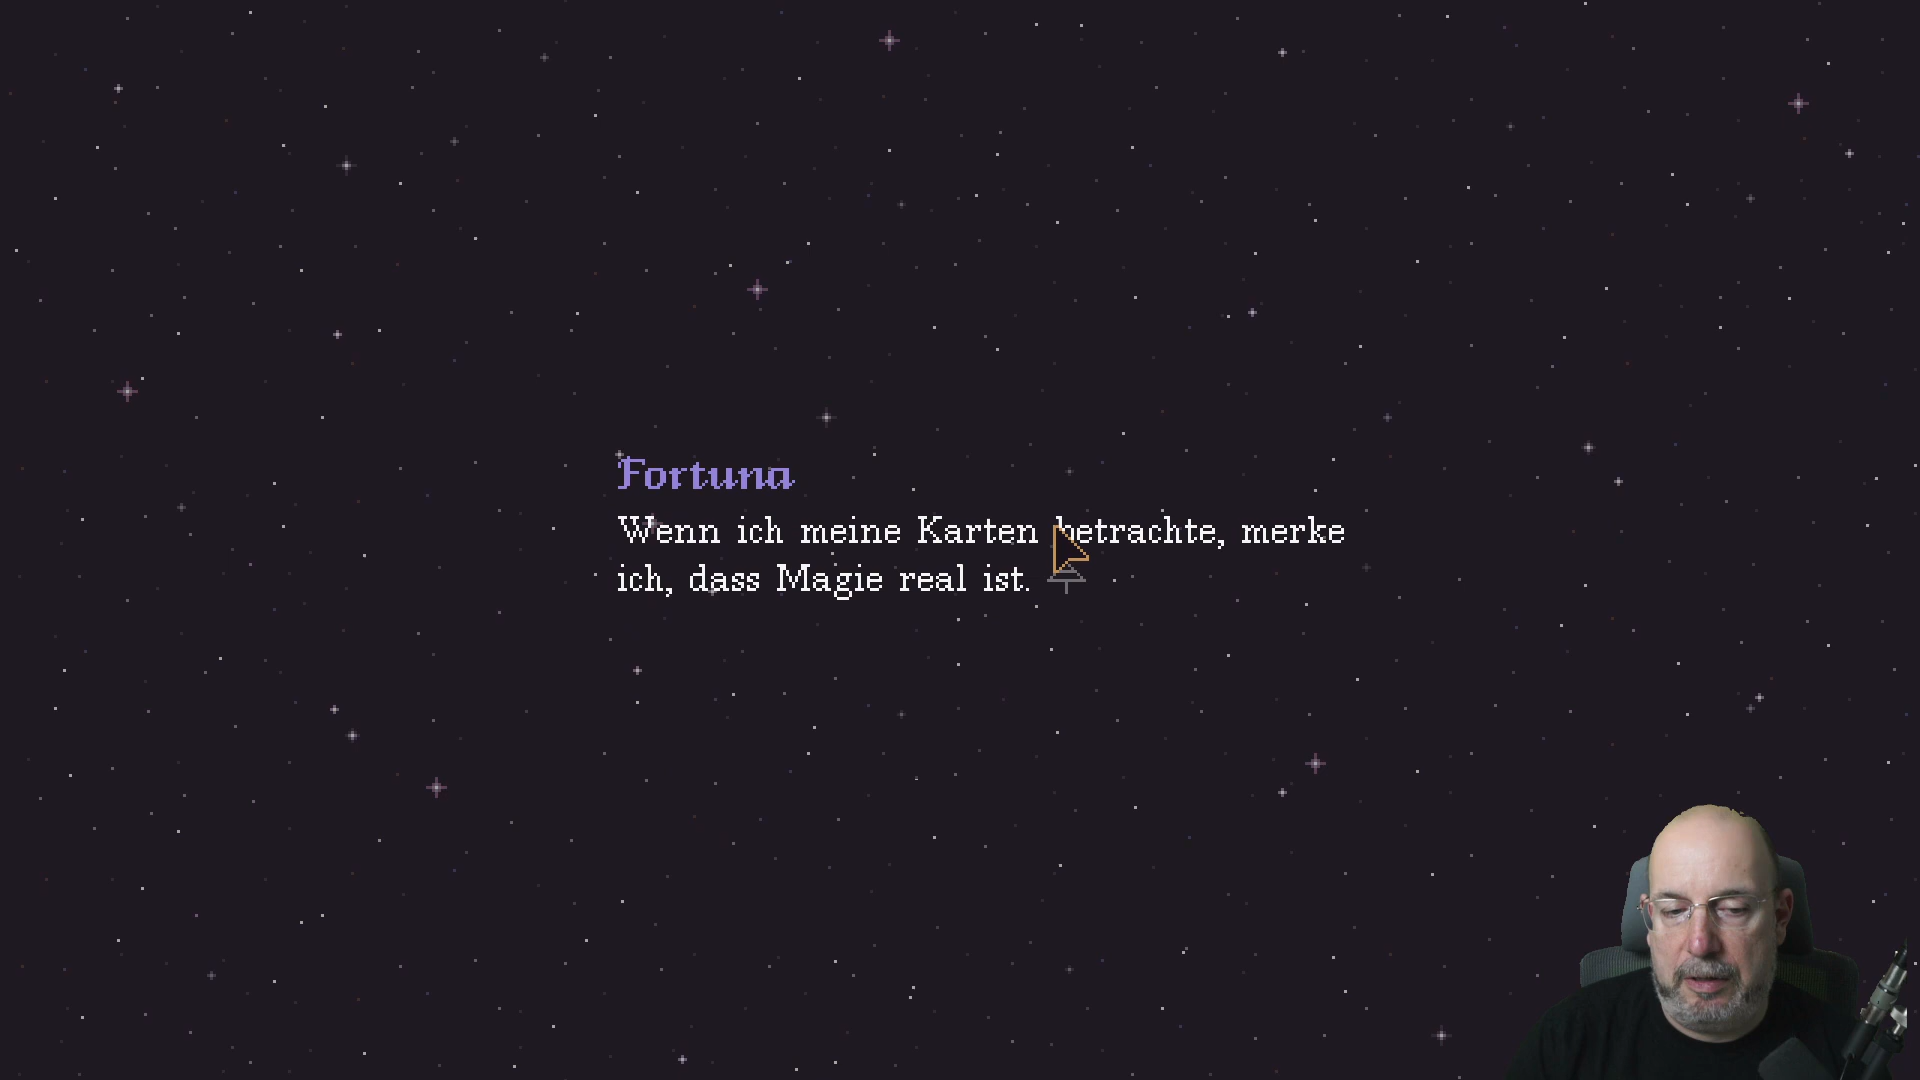 Fortuna
Wenn ich meine Karten betrachte, merke
ich, dass Magie real ist.